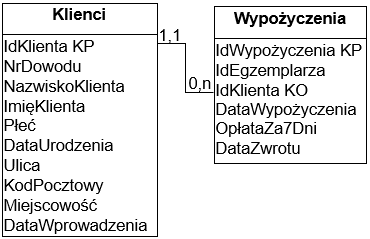 Klienci
IdKlienta KP
NrDowodu
NazwiskoKlienta
ImięKlienta
Płeć
DataUrodzenia
Ulica
KodPocztowy
Miejscowość
DataWprowadzenia
1,1
0,n
Wypożyczenia
IdWypożyczenia KP
IdEgzemplarza
IdKlienta KO
DataWypożyczenia
OpłataZa7Dni
DataZwrotu